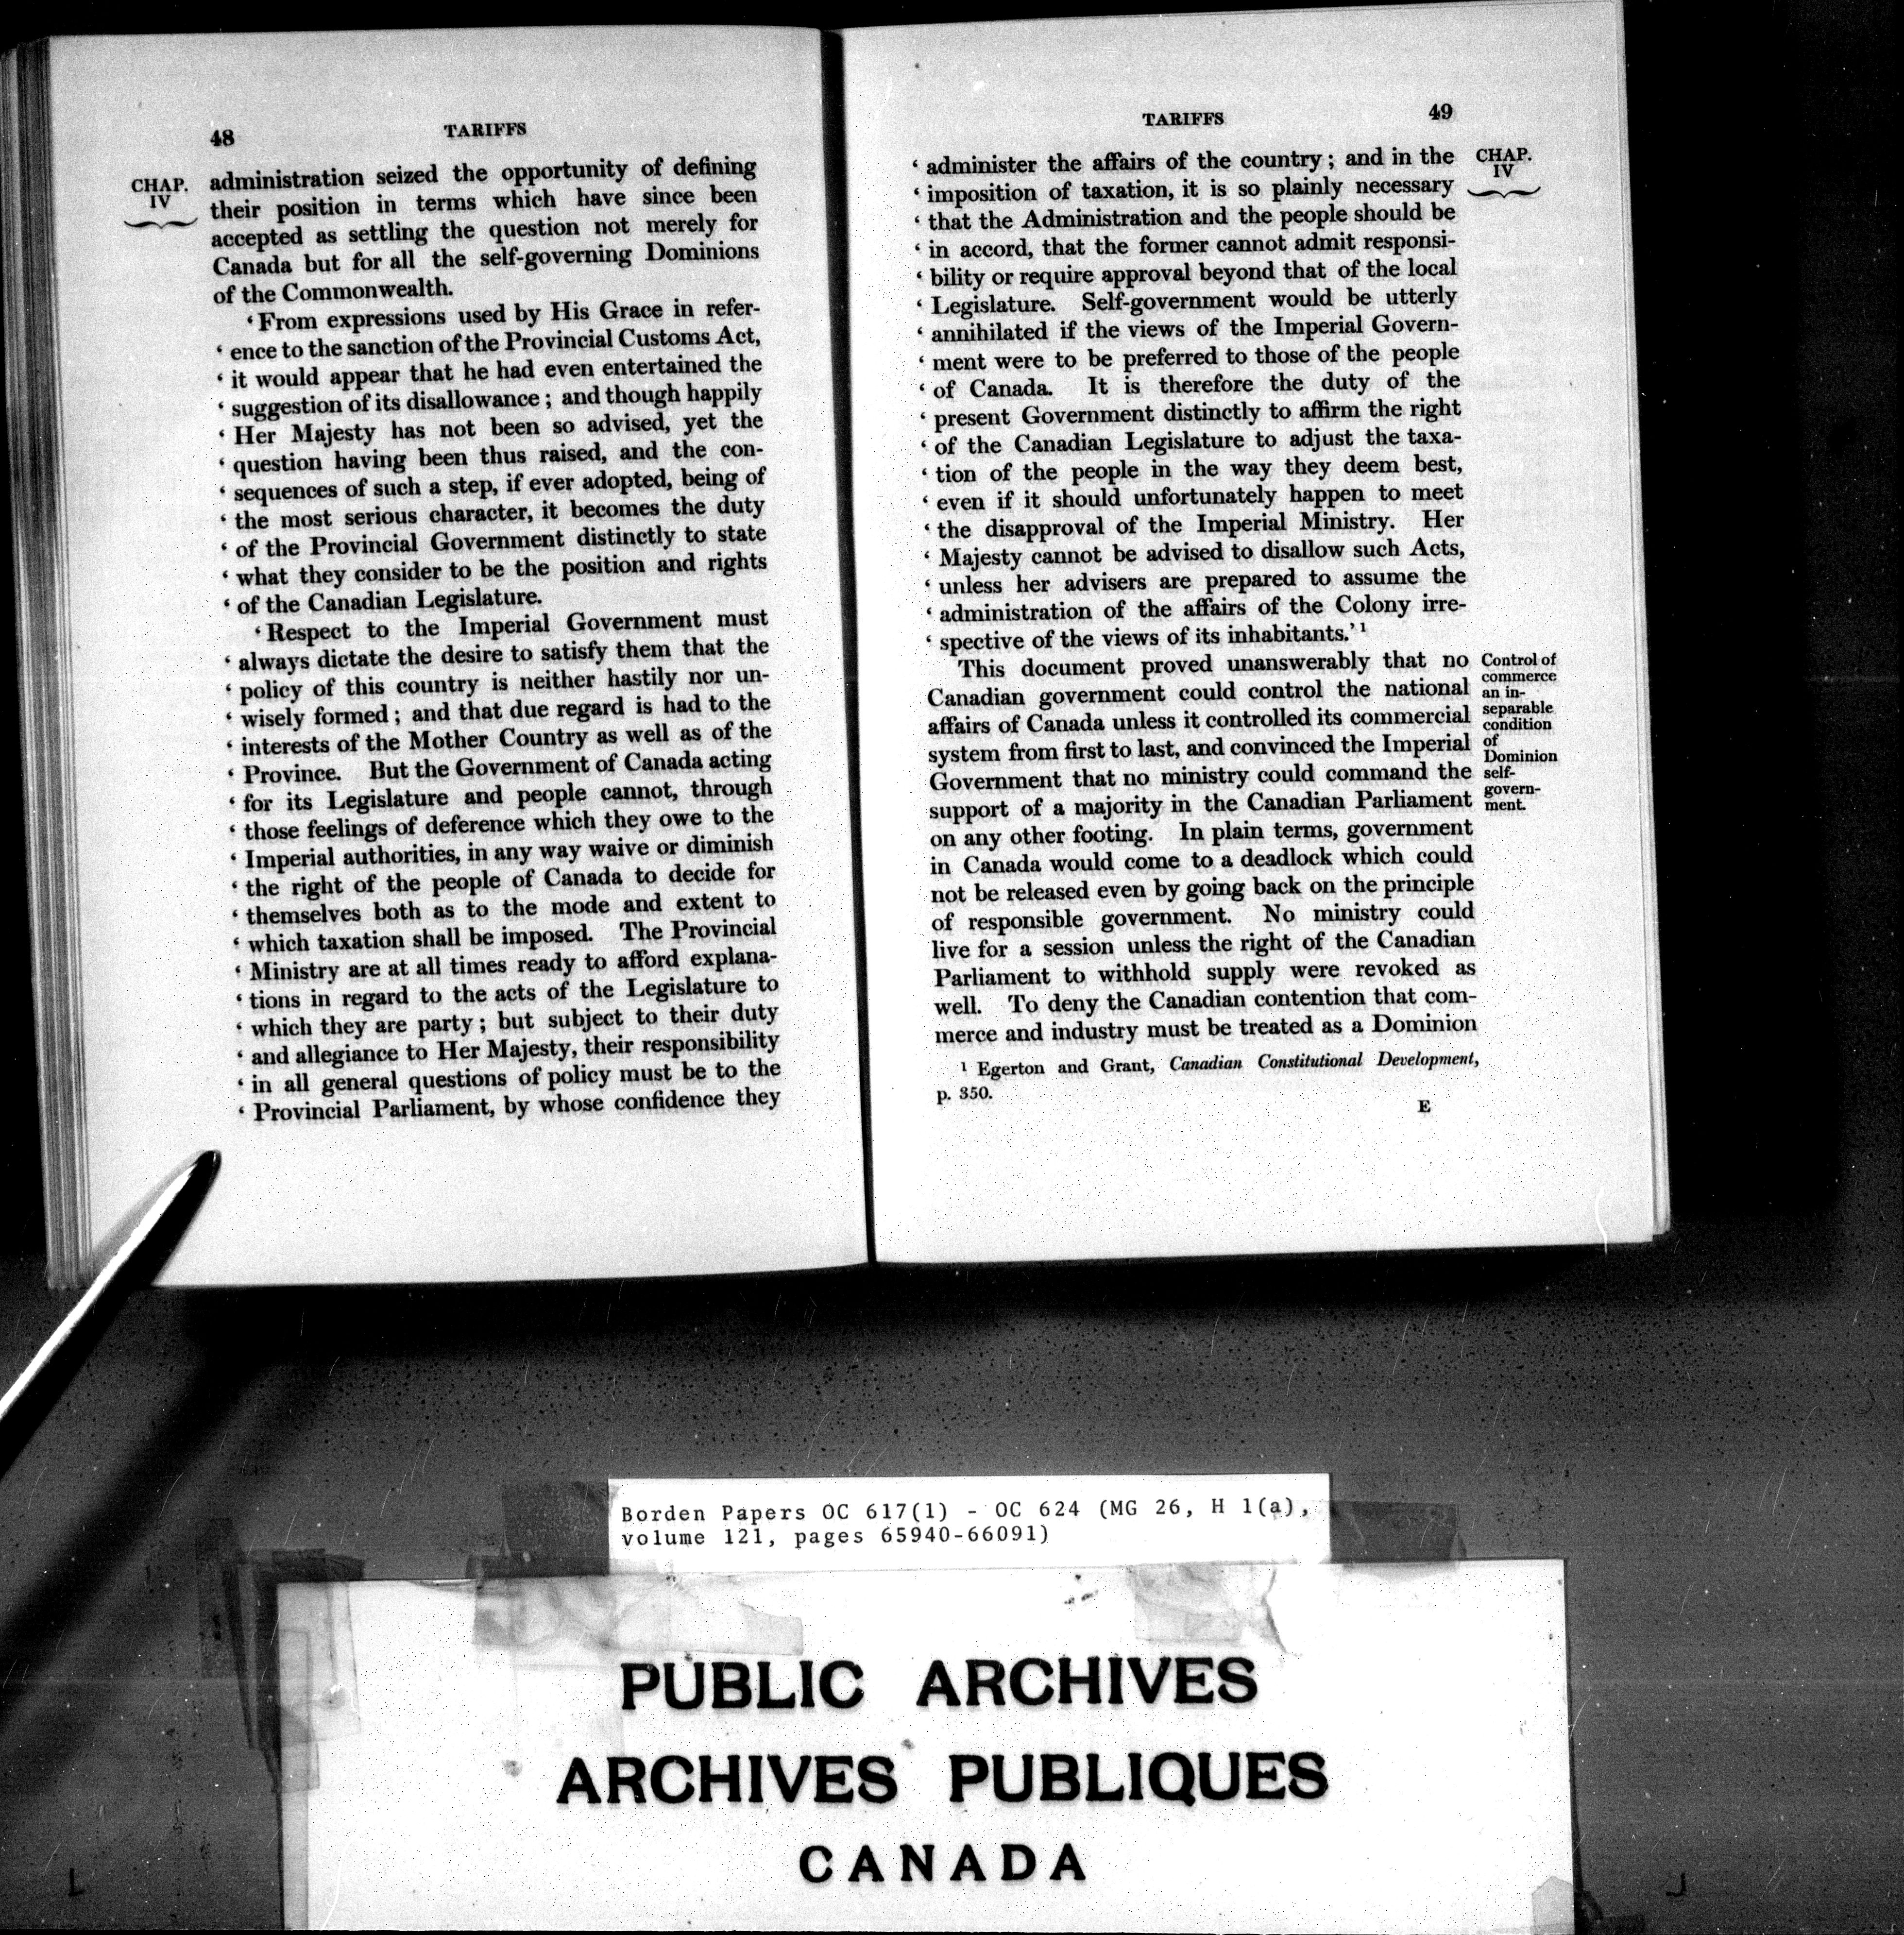 48
TARIFFS
CHAP.
IV
administration seized the opportunity of defining
their position in terms which have since been
accepted as settling the question not merely for
Canada but for all the self-governing Dominions
of the Commonwealth.
‘From expressions used by His Grace in refer-
‘ ence to the sanction of the Provincial Customs Act,
‘ it would appear that he had even entertained the
‘ suggestion of its disallowance ; and though happily
‘ Her Majesty has not been so advised, yet the
‘ question having been thus raised, and the con-
‘ sequences of such a step, if ever adopted, being of
‘ the most serious character, it becomes the duty
‘ of the Provincial Government distinctly to state
‘ what they consider to be the position and rights
‘ of the Canadian Legislature.
‘Respect to the Imperial Government must
‘ always dictate the desire to satisfy them that the
‘ policy of this country is neither hastily nor un-
‘ wisely formed ; and that due regard is had to the
‘ interests of the Mother Country as well as of the
‘ Province. But the Government of Canada acting
‘ for its Legislature and people cannot, through
‘ those feelings of deference which they owe to the
‘ Imperial authorities, in any way waive or diminish
‘ the right of the people of Canada to decide for
‘ themselves both as to the mode and extent to
‘ which taxation shall be imposed. The Provincial
‘ Ministry are at all times ready to afford explana-
‘ tions in regard to the acts of the Legislature to
‘ which they are party ; but subject to their duty
‘ and allegiance to Her Majesty, their responsibility
‘ in all general questions of policy must be to the
‘ Provincial Parliament, by whose confidence they
TARIFFS
49
CHAP.
IV
‘ administer the affairs of the country ; and in the
‘ imposition of taxation, it is so plainly necessary
‘ that the Administration and the people should be
‘ in accord, that the former cannot admit responsi-
‘ bility or require approval beyond that of the local
‘ Legislature. Self-government would be utterly
‘ annihilated if the views of the Imperial Govern-
‘ ment were to be preferred to those of the people
‘ of Canada. It is therefore the duty of the
‘ present Government distinctly to affirm the right
‘ of the Canadian Legislature to adjust the taxa-
‘ tion of the people in the way they deem best,
‘ even if it should unfortunately happen to meet
‘ the disapproval of the Imperial Ministry. Her
‘ Majesty cannot be advised to disallow such Acts,
‘ unless her advisers are prepared to assume the
‘ administration of the affairs of the Colony irre-
‘ spective of the views of its inhabitants.’ 1
This document proved unanswerably that no
Canadian government could control the national
affairs of Canada unless it controlled its commercial
system from first to last, and convinced the Imperial
Government that no ministry could command the
support of a majority in the Canadian Parliament
on any other footing. In plain terms, government
in Canada would come to a deadlock which could
not be released even by going back on the principle
of responsible government. No ministry could
live for a session unless the right of the Canadian
Parliament to withhold supply were revoked as
well. To deny the Canadian contention that com-
merce and industry must be treated as a Dominion
Control of
commerce
an in-
separable
condition
of
Dominion
self-
govern-
ment.
1 Egerton and Grant, Canadian Constitutional Development,
p. 350.
E
Borden Papers OC 617(1) - OC 624 (MG 26, H 1(a),
volume 121, pages 65940-66091)
PUBLIC ARCHIVES
ARCHIVES PUBLIQUES
CANADA